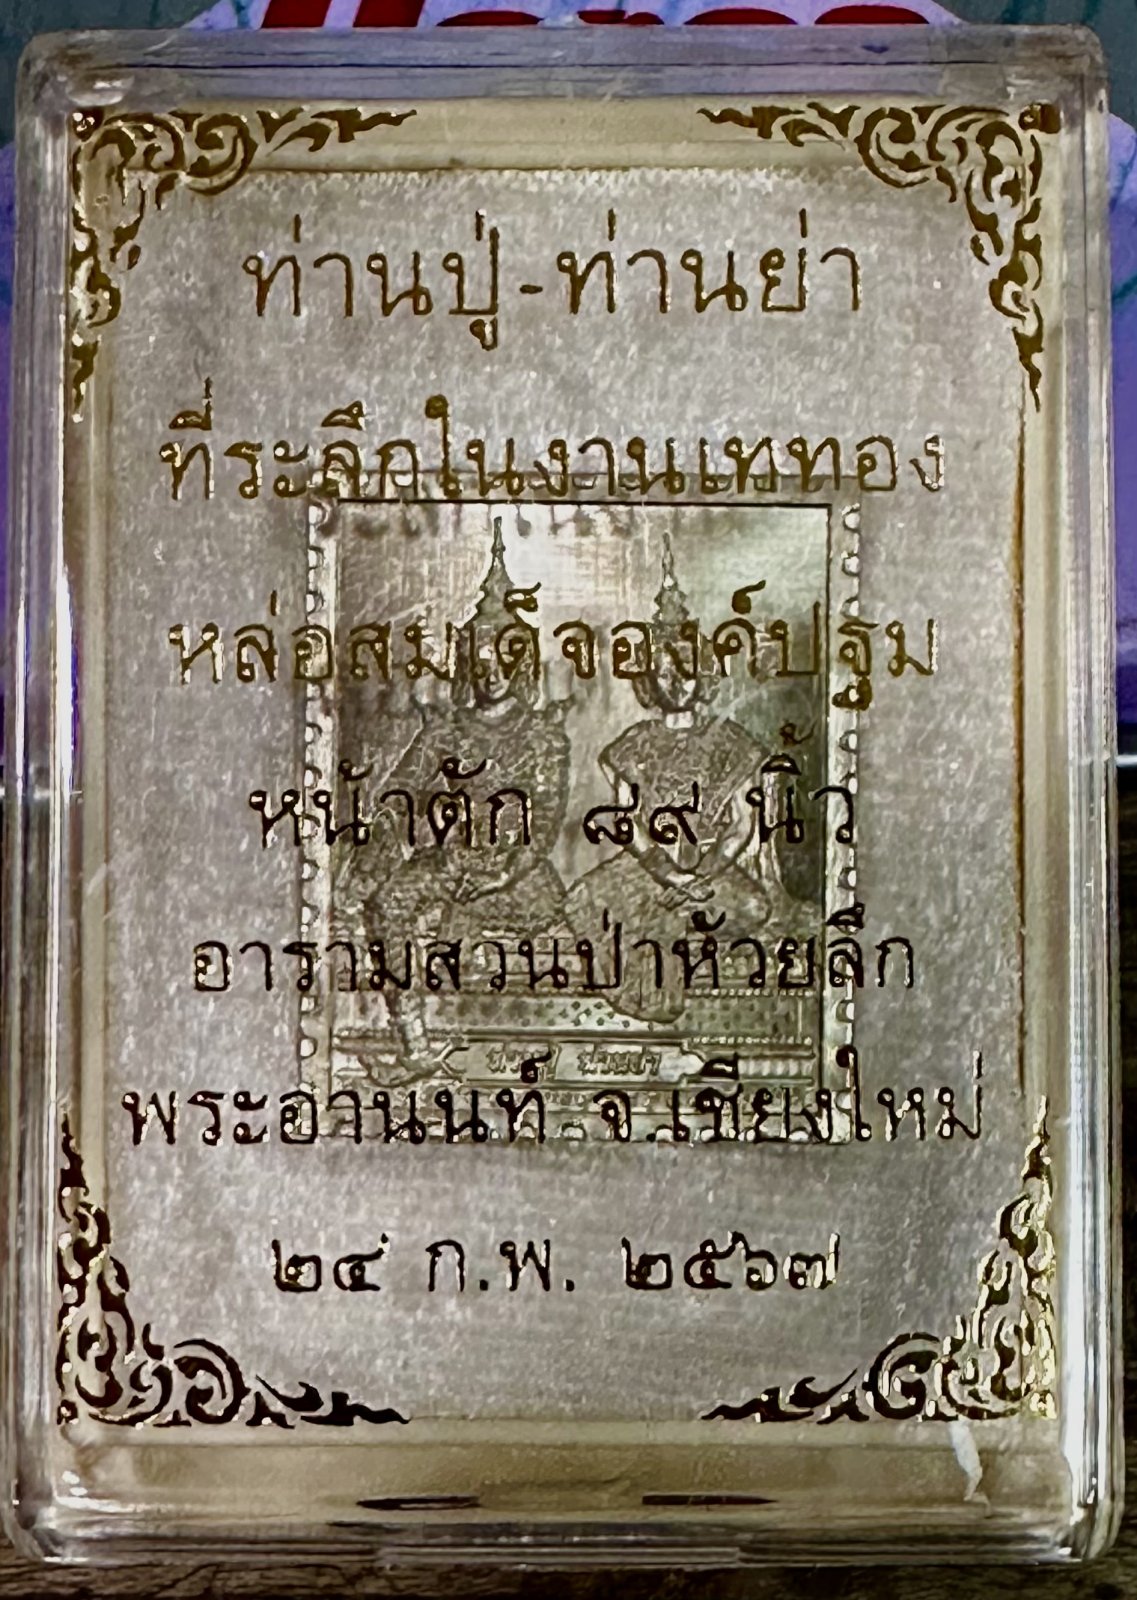 ท่านปู่-ท่านย่า
ที่ระลึกในงานเททอง
หล่อสมเด็จองค์ปฐม
หน้าตัก ๘๙ นิ้ว
อารามสวนป่าห้วยลึก
พระอานนท์ จ.เชียงใหม่
๒๔ ก.พ. ๒๕๖๗